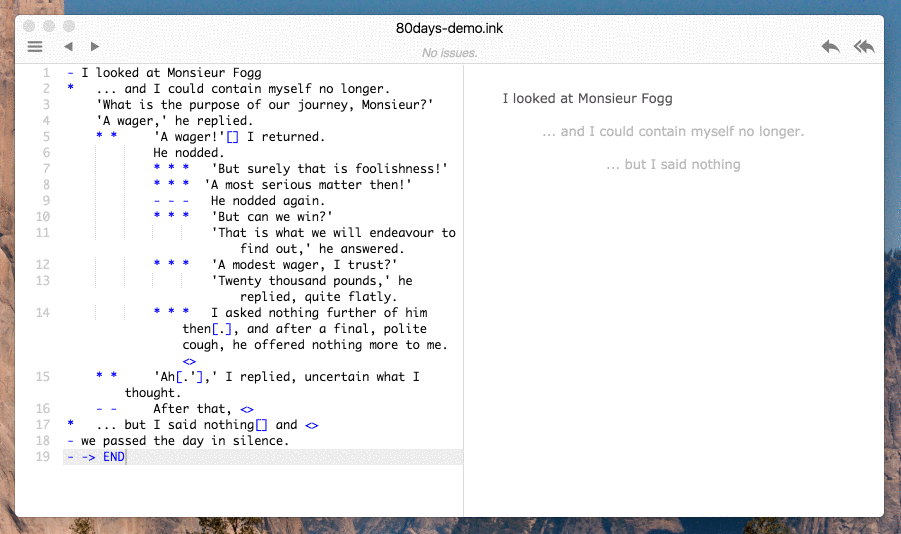 80days-demo.ink
No issues.
1 - I looked at Monsieur Fogg
2 * ... and I could contain myself no longer.
3 'What is the purpose of our journey, Monsieur?'
4 'A wager,' he replied.
5 * * 'A wager!'[] I returned.
6 He nodded.
7 * * * 'But surely that is foolishness!'
8 * * * 'A most serious matter then!'
9 - - - He nodded again.
10 * * * 'But can we win?'
11 'That is what we will endeavour to
find out,' he answered.
12 * * * 'A modest wager, I trust?'
13 'Twenty thousand pounds,' he
replied, quite flatly.
14 * * * I asked nothing further of him
then[.], and after a final, polite
cough, he offered nothing more to me.
<>
15 * * 'Ah[.'],' I replied, uncertain what I
thought.
16 - - After that, <>
17 * ... but I said nothing[] and <>
18 - we passed the day in silence.
19 - -> END
I looked at Monsieur Fogg
... and I could contain myself no longer.
... but I said nothing